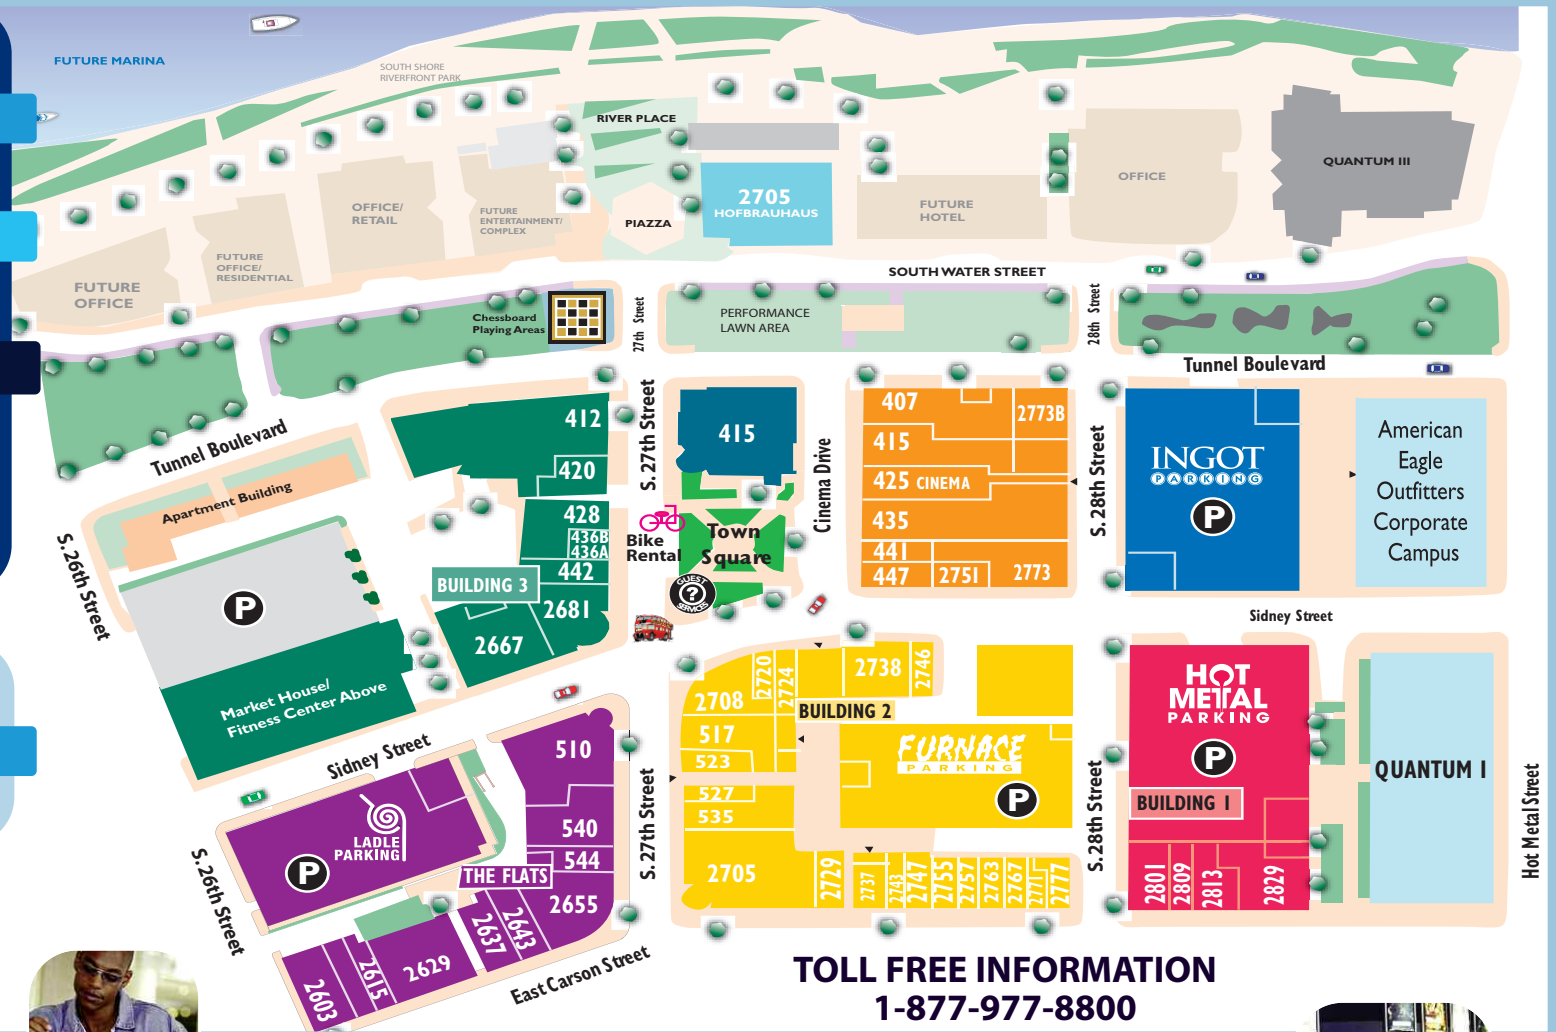 FUTURE MARINA
SOUTH SHORE
RIVERFRONT PARK
RIVER PLACE
QUANTUM III
OFFICE
2705
HOFBRAUHAUS
FUTURE
HOTEL
OFFICE/
RETAIL
FUTURE
ENTERTAINMENT/
COMPLEX
PIAZZA
FUTURE
OFFICE/
RESIDENTIAL
FUTURE
OFFICE
SOUTH WATER STREET
Chessboard
Playing Areas
27th Street
PERFORMANCE
LAWN AREA
28th Street
Tunnel Boulevard
Tunnel Boulevard
412
420
428
436B
436A
442
BUILDING 3
2681
2667
S. 27th Street
415
Cinema Drive
407
2773B
415
425 CINEMA
435
441
447
2751
2773
S. 28th Street
INGOT
PARKING
P
American
Eagle
Outfitters
Corporate
Campus
Apartment Building
S. 26th Street
P
Market House/
Fitness Center Above
Bike
Rental
Town
Square
GUEST
?
SERVICES
Sidney Street
Sidney Street
2708
2720
2724
2738
2746
BUILDING 2
517
523
527
535
2705
2729
2737
2743
2747
2755
2757
2763
2767
2771
2777
FURNACE
PARKING
P
HOT
METAL
PARKING
P
BUILDING 1
2801
2809
2813
2829
QUANTUM I
Hot Metal Street
S. 28th Street
S. 27th Street
510
540
544
THE FLATS
2655
2643
2637
2629
2615
2603
LADLE
PARKING
P
S. 26th Street
East Carson Street
TOLL FREE INFORMATION
1-877-977-8800